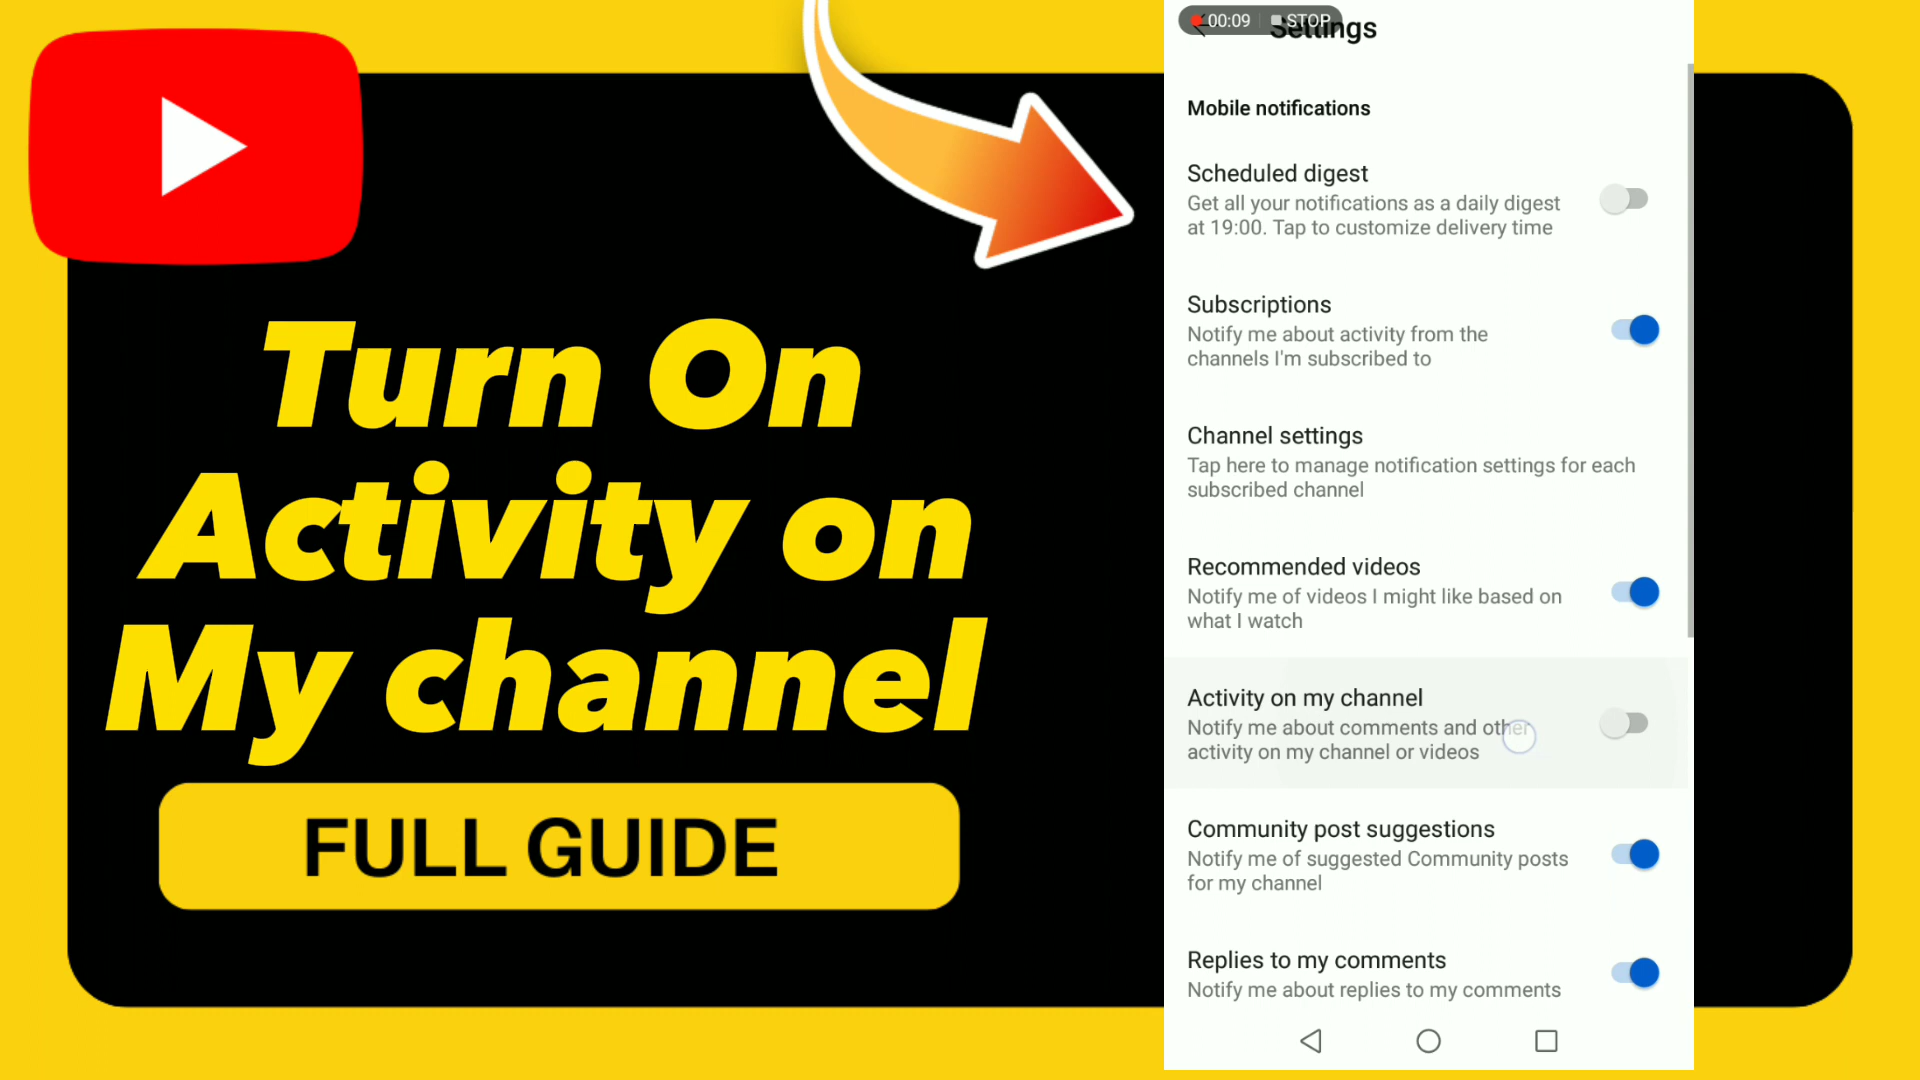 Turn On
Activity on
My channel
FULL GUIDE
00:09 STOP
Settings
Mobile notifications
Scheduled digest
Get all your notifications as a daily digest
at 19:00. Tap to customize delivery time
Subscriptions
Notify me about activity from the
channels I'm subscribed to
Channel settings
Tap here to manage notification settings for each
subscribed channel
Recommended videos
Notify me of videos I might like based on
what I watch
Activity on my channel
Notify me about comments and other
activity on my channel or videos
Community post suggestions
Notify me of suggested Community posts
for my channel
Replies to my comments
Notify me about replies to my comments